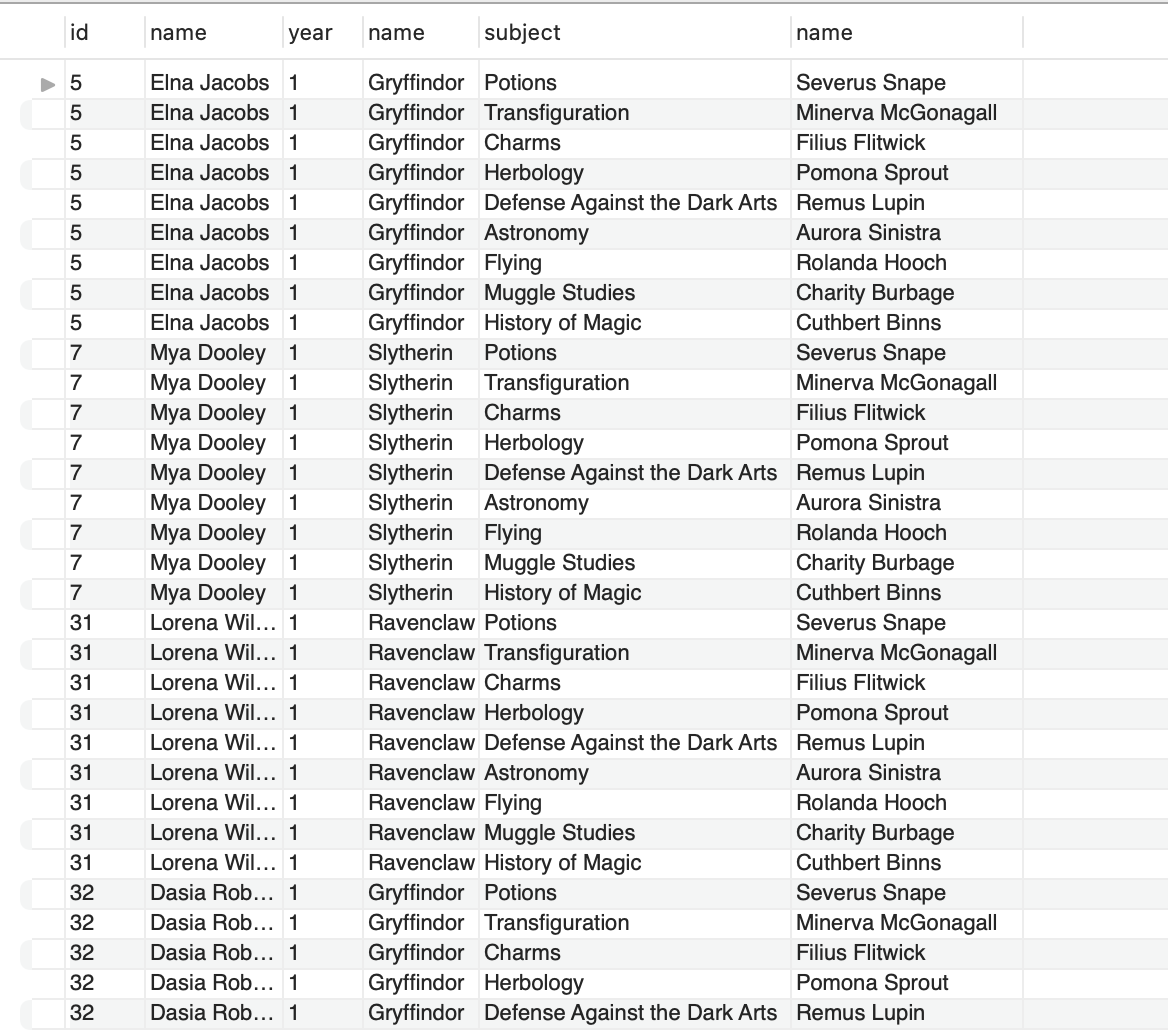 id name year name subject name
5 Elna Jacobs 1 Gryffindor Potions Severus Snape
5 Elna Jacobs 1 Gryffindor Transfiguration Minerva McGonagall
5 Elna Jacobs 1 Gryffindor Charms Filius Flitwick
5 Elna Jacobs 1 Gryffindor Herbology Pomona Sprout
5 Elna Jacobs 1 Gryffindor Defense Against the Dark Arts Remus Lupin
5 Elna Jacobs 1 Gryffindor Astronomy Aurora Sinistra
5 Elna Jacobs 1 Gryffindor Flying Rolanda Hooch
5 Elna Jacobs 1 Gryffindor Muggle Studies Charity Burbage
5 Elna Jacobs 1 Gryffindor History of Magic Cuthbert Binns
7 Mya Dooley 1 Slytherin Potions Severus Snape
7 Mya Dooley 1 Slytherin Transfiguration Minerva McGonagall
7 Mya Dooley 1 Slytherin Charms Filius Flitwick
7 Mya Dooley 1 Slytherin Herbology Pomona Sprout
7 Mya Dooley 1 Slytherin Defense Against the Dark Arts Remus Lupin
7 Mya Dooley 1 Slytherin Astronomy Aurora Sinistra
7 Mya Dooley 1 Slytherin Flying Rolanda Hooch
7 Mya Dooley 1 Slytherin Muggle Studies Charity Burbage
7 Mya Dooley 1 Slytherin History of Magic Cuthbert Binns
31 Lorena Wil... 1 Ravenclaw Potions Severus Snape
31 Lorena Wil... 1 Ravenclaw Transfiguration Minerva McGonagall
31 Lorena Wil... 1 Ravenclaw Charms Filius Flitwick
31 Lorena Wil... 1 Ravenclaw Herbology Pomona Sprout
31 Lorena Wil... 1 Ravenclaw Defense Against the Dark Arts Remus Lupin
31 Lorena Wil... 1 Ravenclaw Astronomy Aurora Sinistra
31 Lorena Wil... 1 Ravenclaw Flying Rolanda Hooch
31 Lorena Wil... 1 Ravenclaw Muggle Studies Charity Burbage
31 Lorena Wil... 1 Ravenclaw History of Magic Cuthbert Binns
32 Dasia Rob... 1 Gryffindor Potions Severus Snape
32 Dasia Rob... 1 Gryffindor Transfiguration Minerva McGonagall
32 Dasia Rob... 1 Gryffindor Charms Filius Flitwick
32 Dasia Rob... 1 Gryffindor Herbology Pomona Sprout
32 Dasia Rob... 1 Gryffindor Defense Against the Dark Arts Remus Lupin